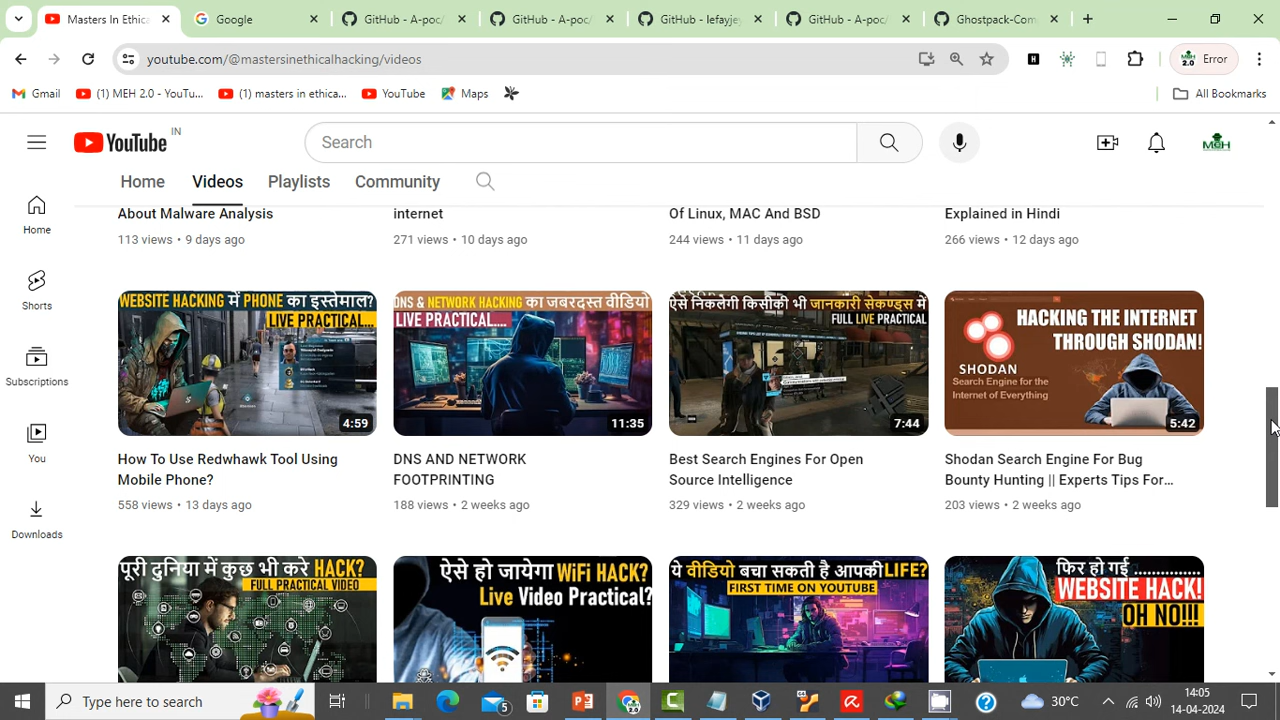 Masters In Ethica
Google
GitHub - A-poc/
GitHub - A-poc/
GitHub - lefayjey
GitHub - A-poc/
Ghostpack-Com
youtube.com/@mastersinethicalhacking/videos
Error
Gmail
(1) MEH 2.0 - YouTu...
(1) masters in ethica...
YouTube
Maps
All Bookmarks
YouTube IN
Search
MEH
Home
Videos
Playlists
Community
Home
Shorts
Subscriptions
You
Downloads
About Malware Analysis
internet
Of Linux, MAC And BSD
Explained in Hindi
113 views • 9 days ago
271 views • 10 days ago
244 views • 11 days ago
266 views • 12 days ago
WEBSITE HACKING में PHONE का इस्तेमाल?
LIVE PRACTICAL....
4:59
DNS & NETWORK HACKING का जबरदस्त वीडियो
LIVE PRACTICAL.....
11:35
ऐसे निकलेगी किसीकी भी जानकारी सेकण्ड्स में
FULL LIVE PRACTICAL
7:44
HACKING THE INTERNET
THROUGH SHODAN!
SHODAN
Search Engine for the
Internet of Everything
5:42
How To Use Redwhawk Tool Using
Mobile Phone?
558 views • 13 days ago
DNS AND NETWORK
FOOTPRINTING
188 views • 2 weeks ago
Best Search Engines For Open
Source Intelligence
329 views • 2 weeks ago
Shodan Search Engine For Bug
Bounty Hunting || Experts Tips For...
203 views • 2 weeks ago
पूरी दुनिया में कुछ भी करे HACK?
FULL PRACTICAL VIDEO
ऐसे हो जायेगा WiFi HACK?
Live Video Practical?
ये वीडियो बचा सकती है आपकी LIFE?
FIRST TIME ON YOUTUBE
फिर हो गई ..............
WEBSITE HACK!
OH NO!!!
Type here to search
5
30°C
14:05
14-04-2024